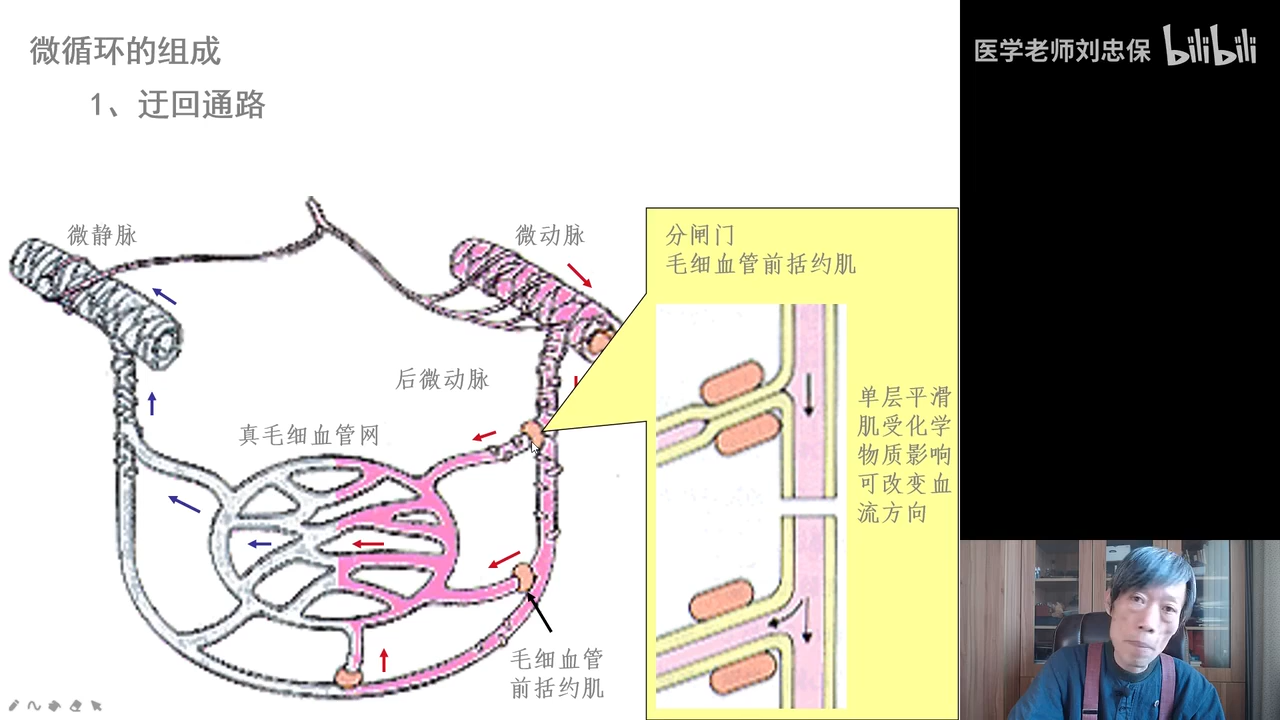 微循环的组成
1、迂回通路
医学老师刘忠保 bilibili
微静脉
微动脉
分闸门
毛细血管前括约肌
后微动脉
真毛细血管网
单层平滑
肌受化学
物质影响
可改变血
流方向
毛细血管
前括约肌